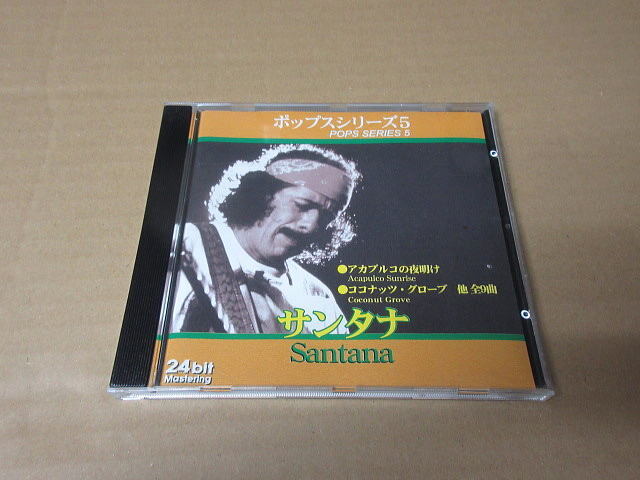 ポップスシリーズ5
POPS SERIES 5
●アカプルコの夜明け
Acapulco Sunrise
●ココナッツ・グローブ 他 全9曲
Coconut Grove
サンタナ
Santana
24bit
Mastering